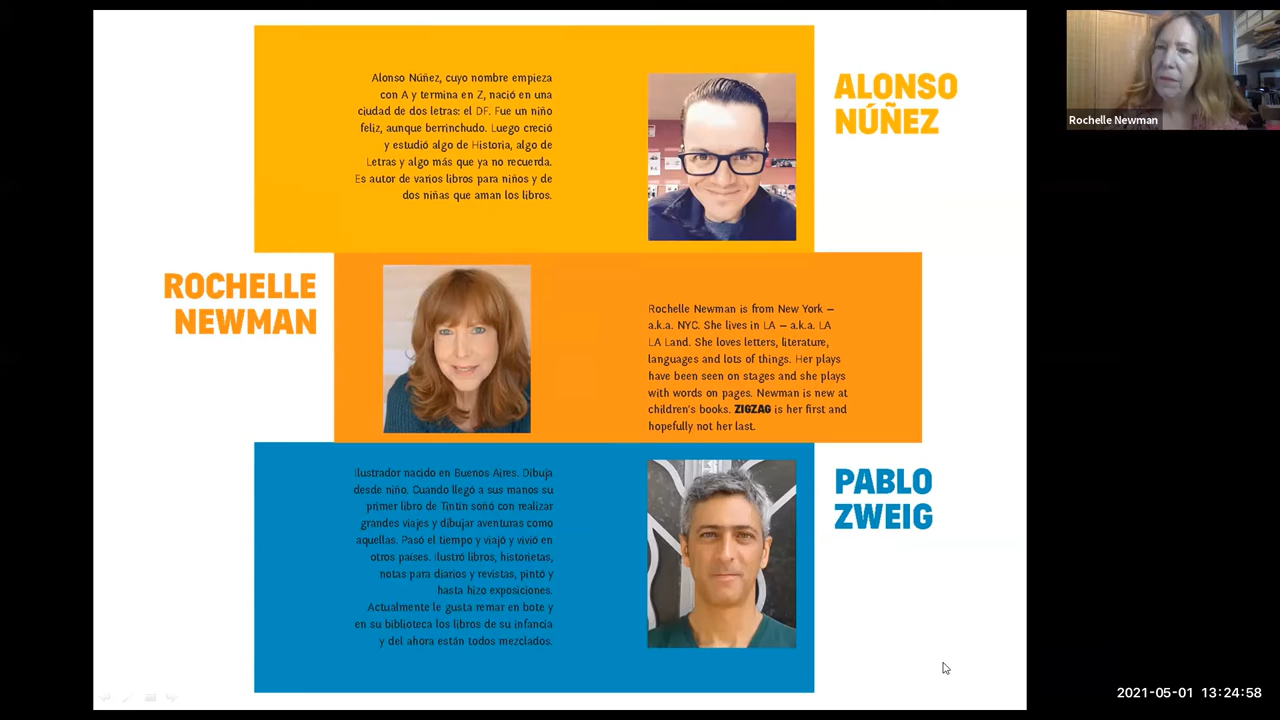 Alonso Núñez, cuyo nombre empieza
con A y termina en Z, nació en una
ciudad de dos letras: el DF. Fue un niño
feliz, aunque berrinchudo. Luego creció
y estudió algo de Historia, algo de
Letras y algo más que ya no recuerda.
Es autor de varios libros para niños y de
dos niñas que aman los libros.
ALONSO
NÚÑEZ
Rochelle Newman
ROCHELLE
NEWMAN
Rochelle Newman is from New York –
a.k.a. NYC. She lives in LA – a.k.a. LA
LA Land. She loves letters, literature,
languages and lots of things. Her plays
have been seen on stages and she plays
with words on pages. Newman is new at
children's books. ZIGZAG is her first and
hopefully not her last.
Ilustrador nacido en Buenos Aires. Dibuja
desde niño. Cuando llegó a sus manos su
primer libro de Tintín soñó con realizar
grandes viajes y dibujar aventuras como
aquellas. Pasó el tiempo y viajó y vivió en
otros países. Ilustró libros, historietas,
notas para diarios y revistas, pintó y
hasta hizo exposiciones.
Actualmente le gusta remar en bote y
en su biblioteca los libros de su infancia
y del ahora están todos mezclados.
PABLO
ZWEIG
2021-05-01 13:24:58